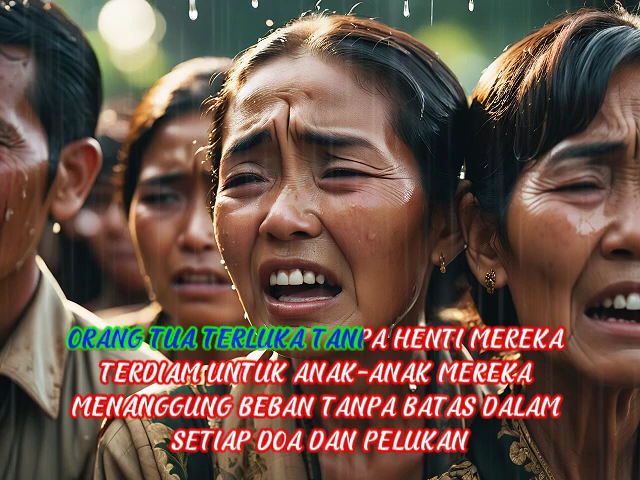 ORANG TUA TERLUKA TANPA HENTI MEREKA
TERDIAM UNTUK ANAK-ANAK MEREKA
MENANGGUNG BEBAN TANPA BATAS DALAM
SETIAP DOA DAN PELUKAN